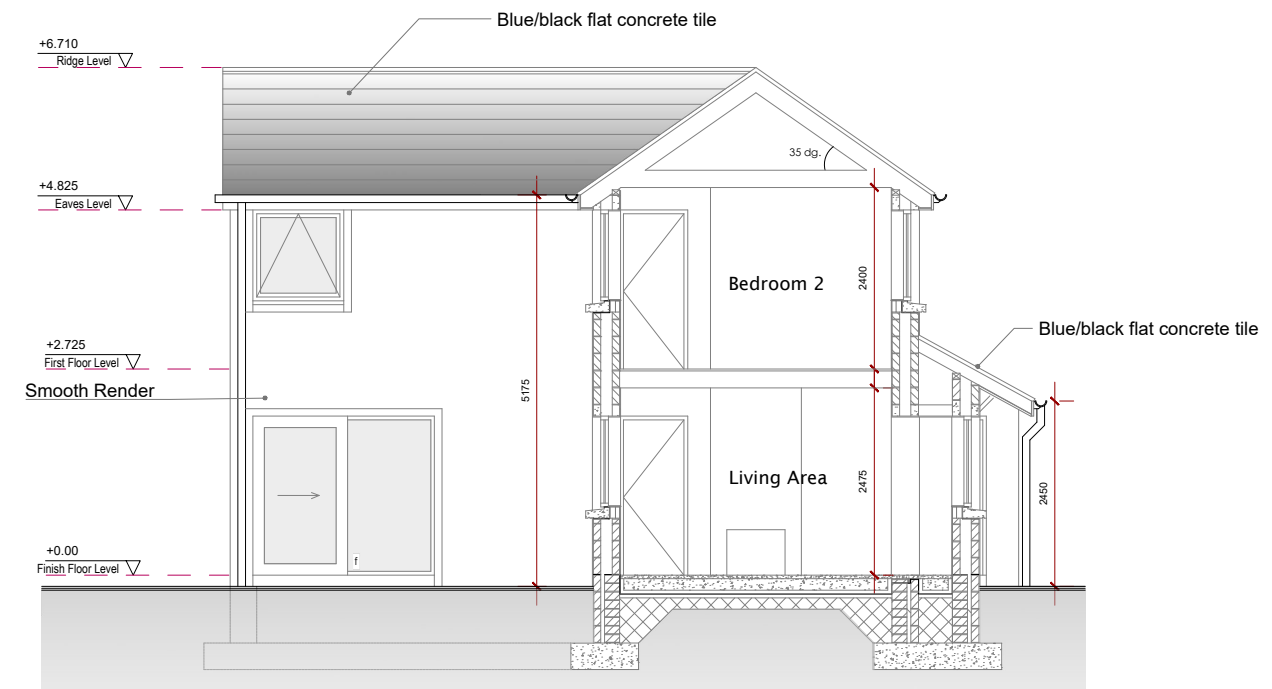 Blue/black flat concrete tile
+6.710
Ridge Level
35 dg.
+4.825
Eaves Level
2400
Bedroom 2
Blue/black flat concrete tile
+2.725
First Floor Level
Smooth Render
5175
2475
Living Area
2450
+0.00
Finish Floor Level
f